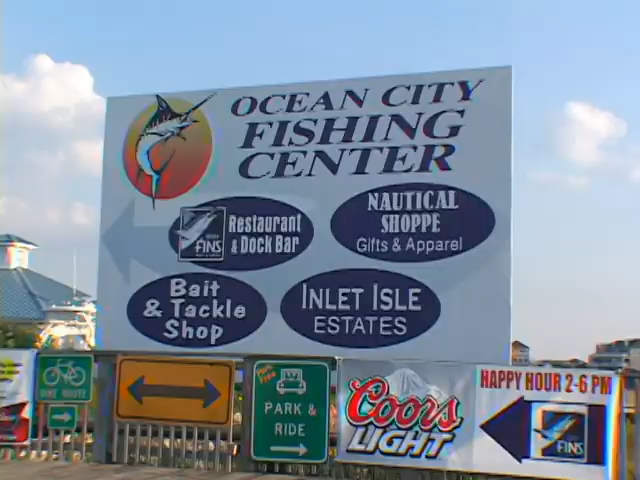 OCEAN CITY
FISHING
CENTER
FINS
Restaurant
& Dock Bar
NAUTICAL
SHOPPE
Gifts & Apparel
Bait
& Tackle
Shop
INLET ISLE
ESTATES
BIKE ROUTE
PARK &
RIDE
Coors
LIGHT
HAPPY HOUR 2-6 PM
FINS